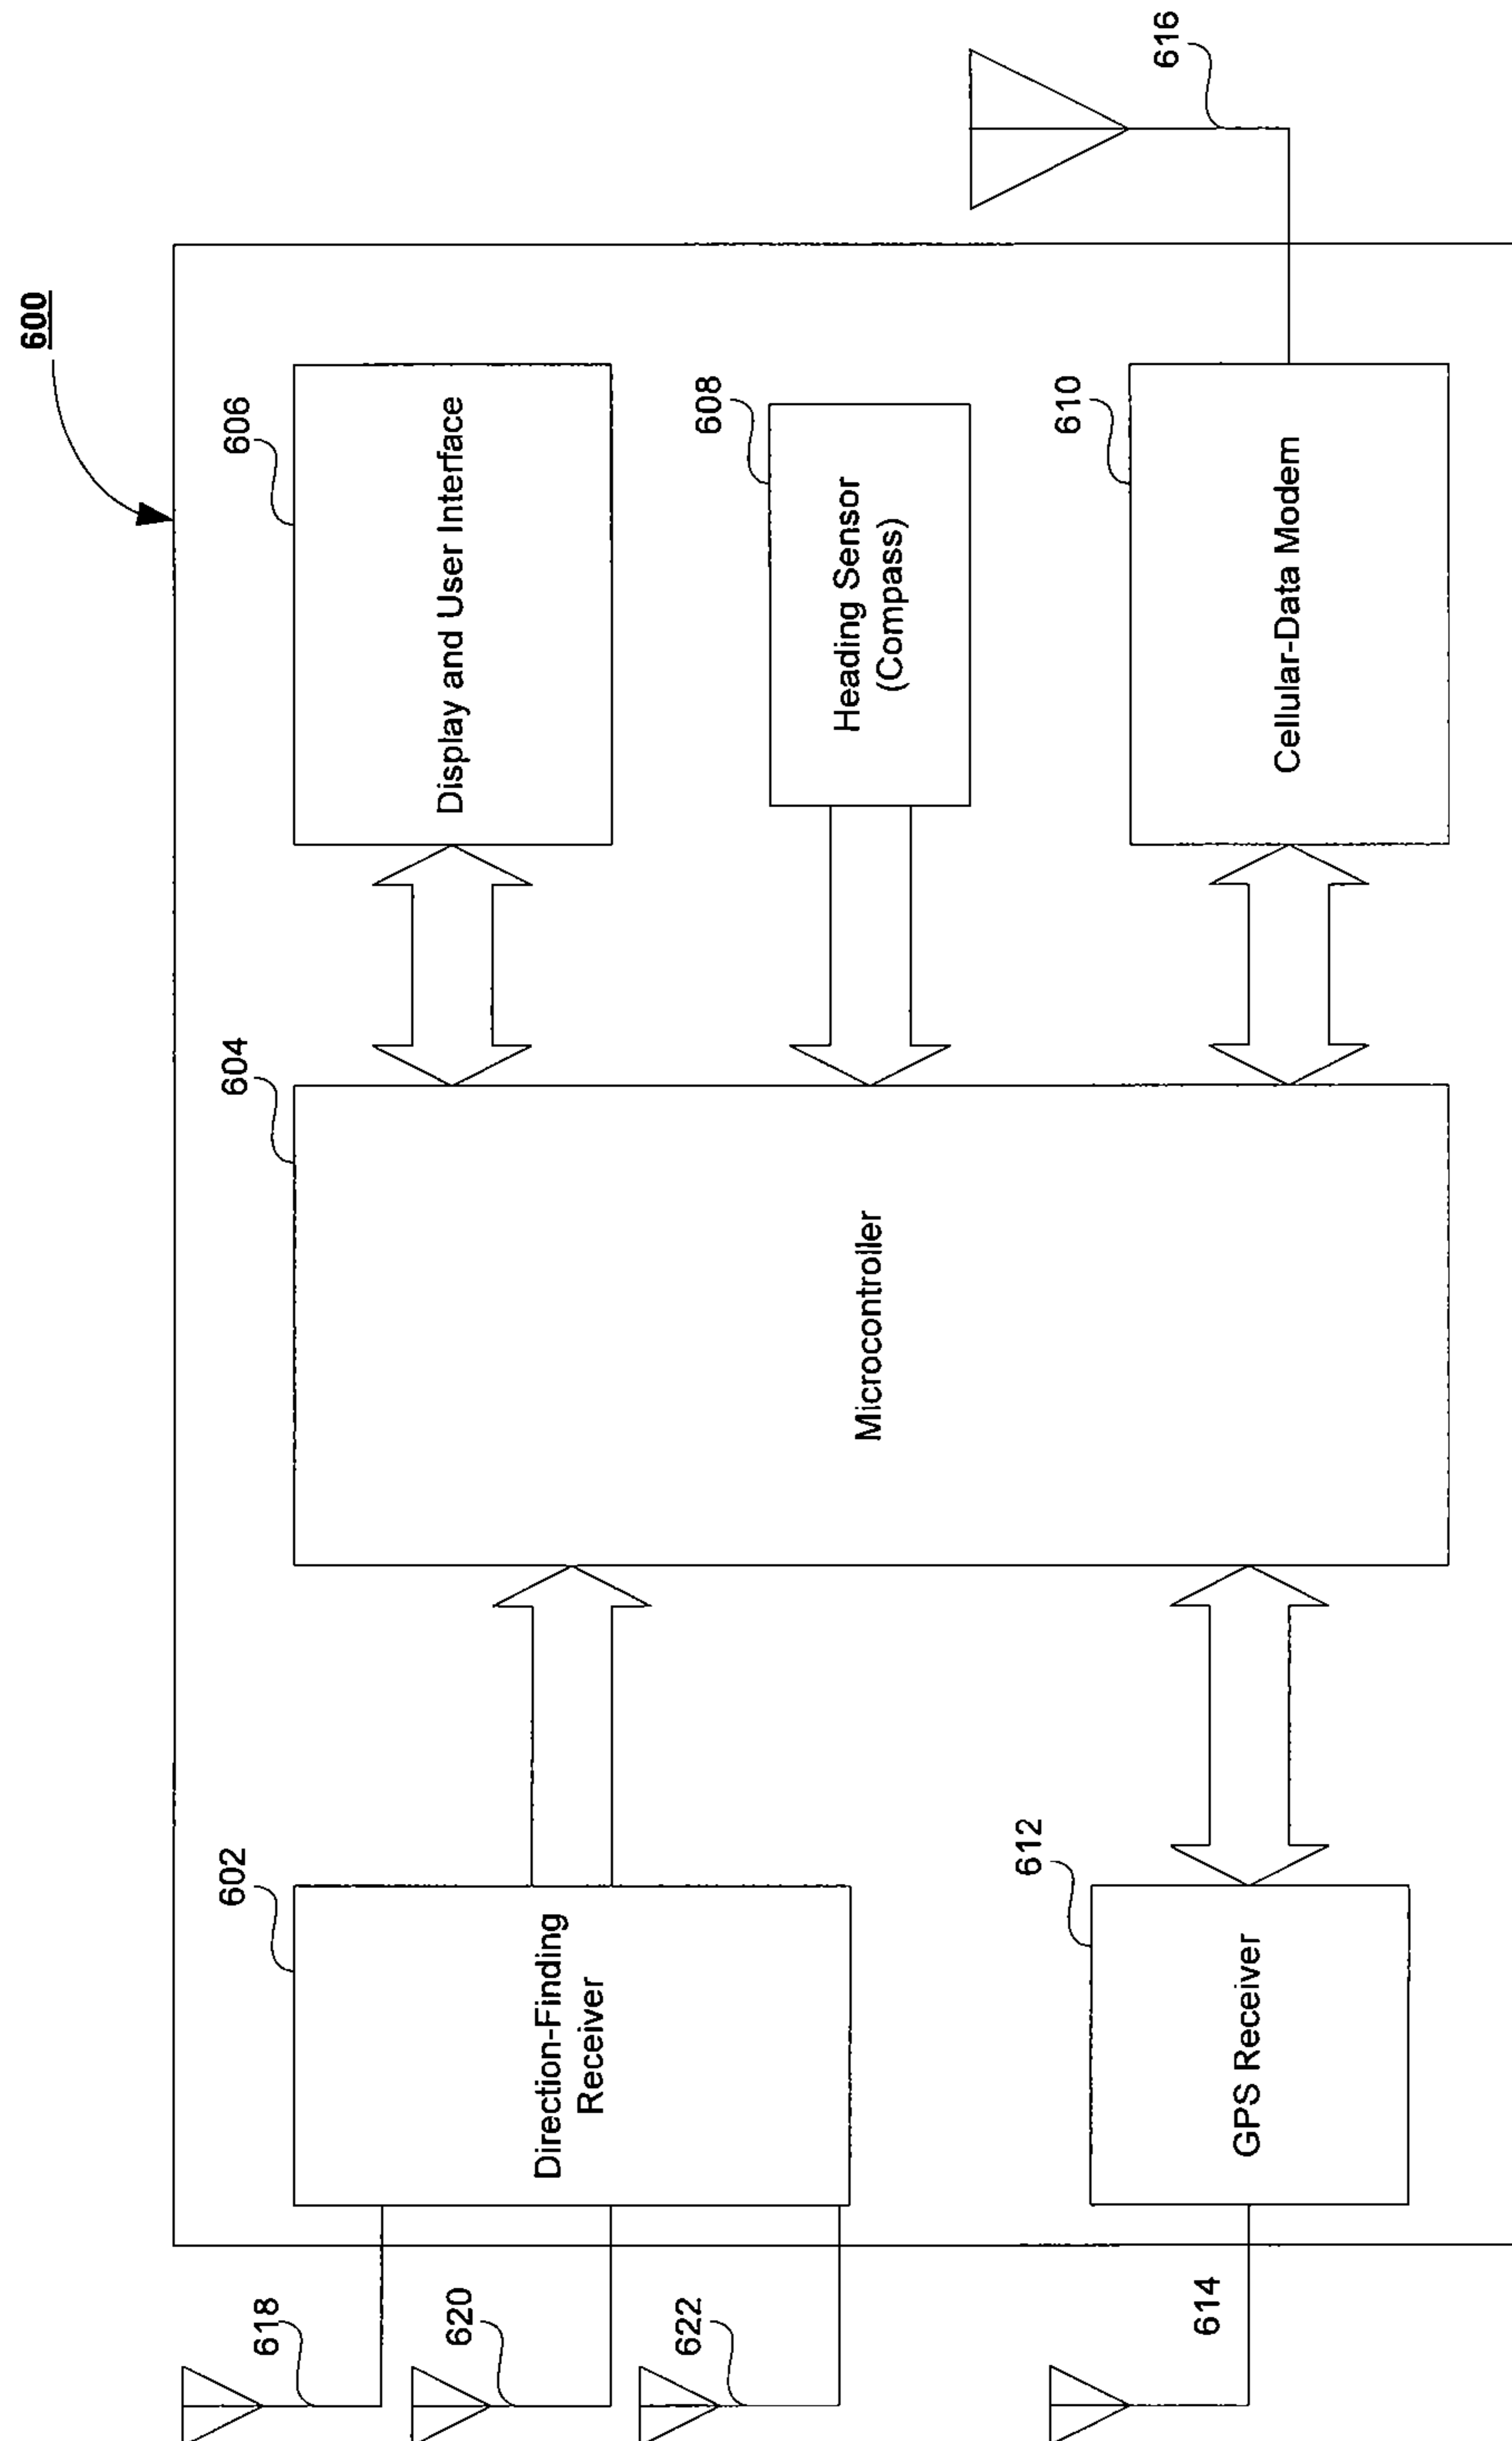 600
618
602
Direction-Finding
Receiver
620
622
604
Microcontroller
606
Display and User Interface
608
Heading Sensor
(Compass)
612
GPS Receiver
614
610
Cellular-Data Modem
616